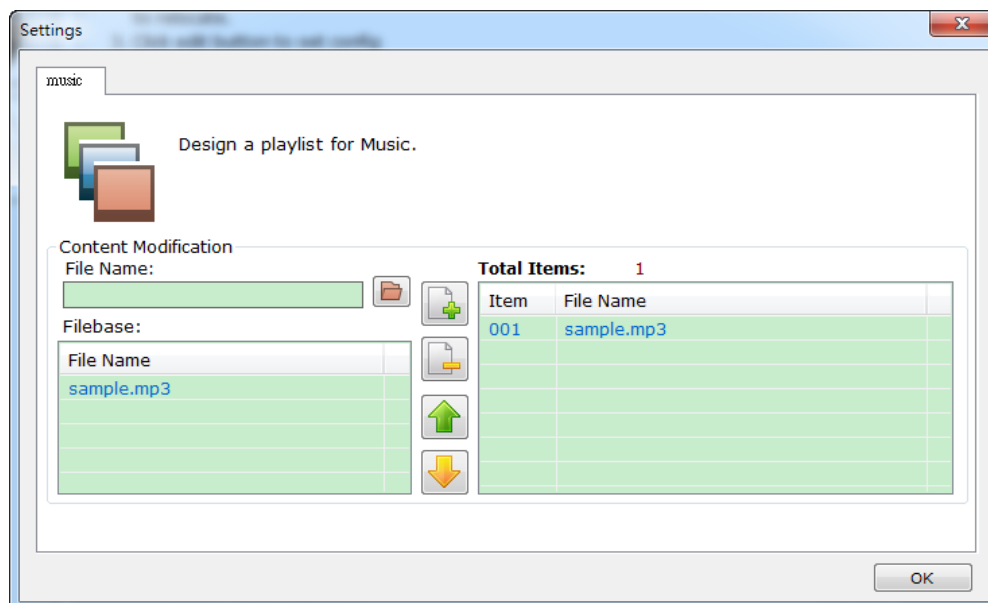 Settings
music
Design a playlist for Music.
Content Modification
File Name:
Filebase:
File Name
sample.mp3
Total Items: 1
Item File Name
001 sample.mp3
OK